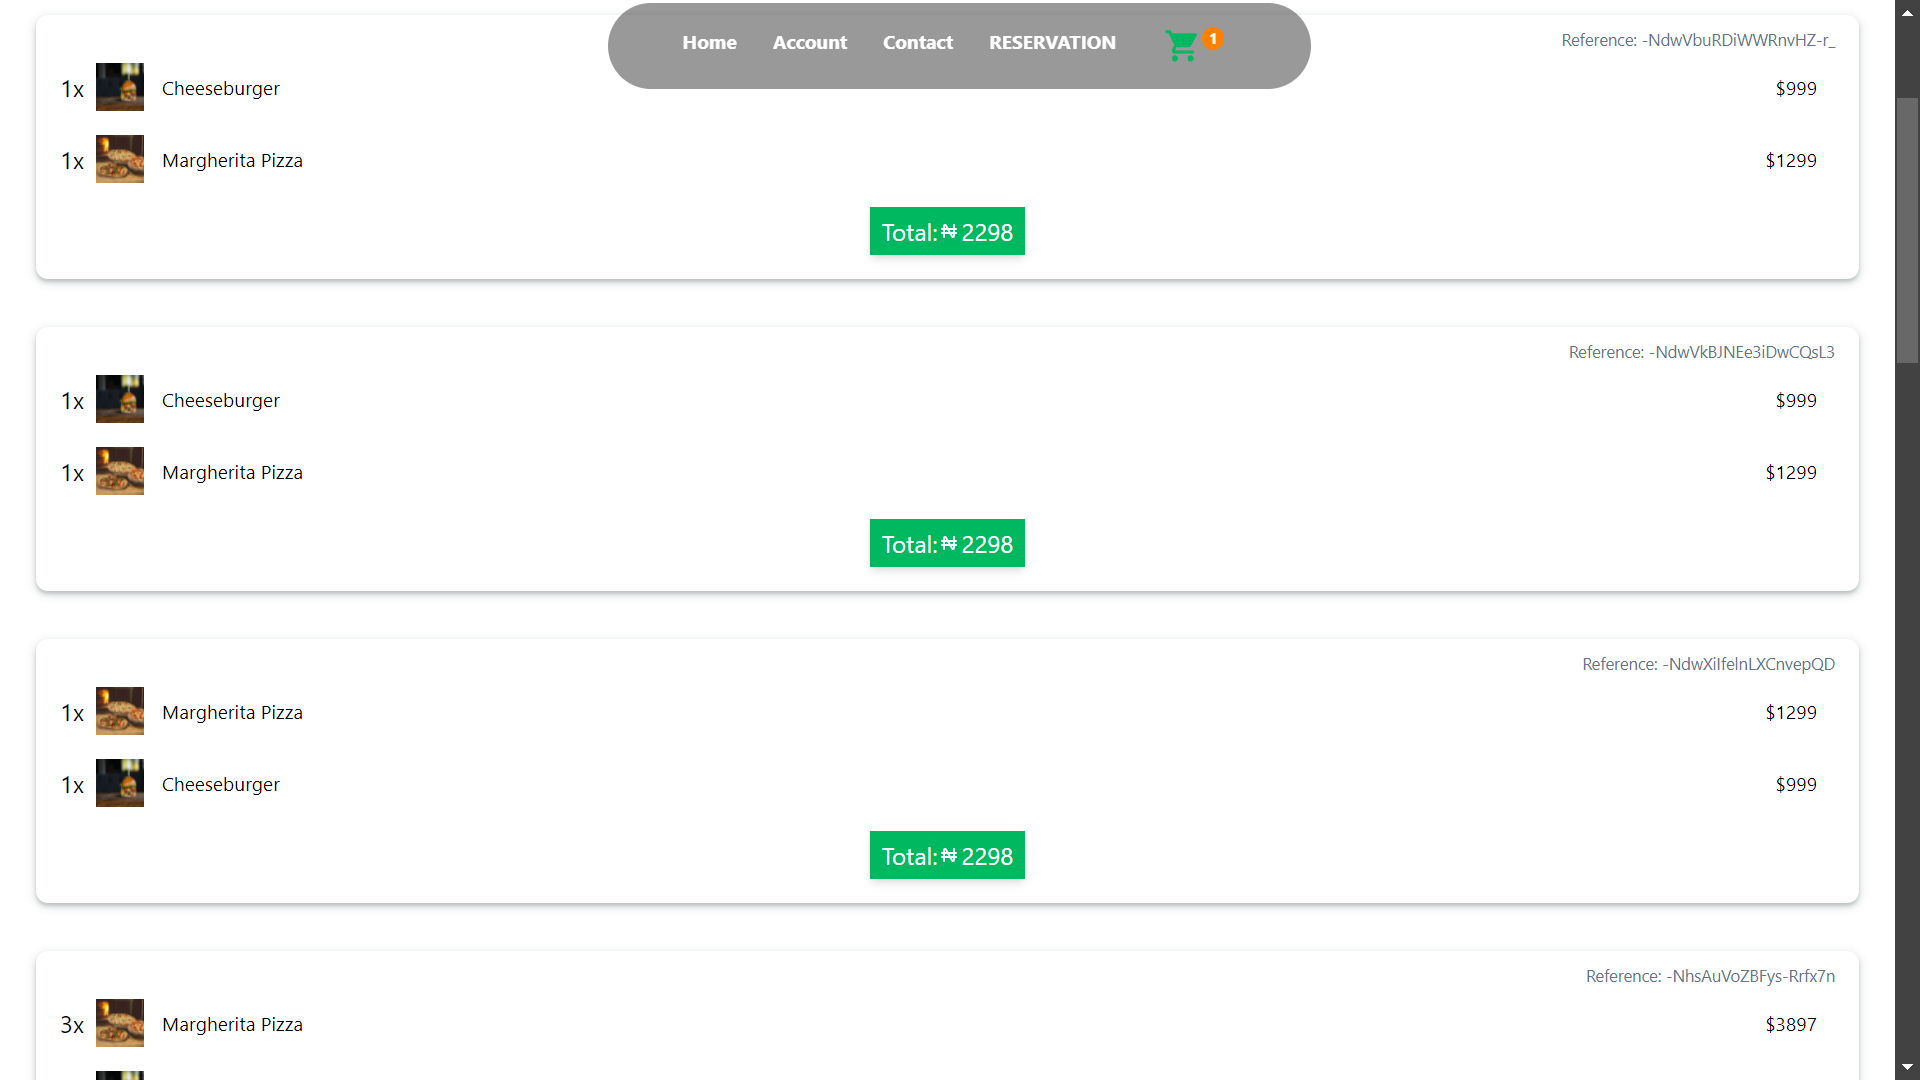 Home Account Contact RESERVATION 1
Reference: -NdwVbuRDiWWRnvHZ-r_
1x Cheeseburger $999
1x Margherita Pizza $1299
Total:₦ 2298
Reference: -NdwVkBJNEe3iDwCQsL3
1x Cheeseburger $999
1x Margherita Pizza $1299
Total:₦ 2298
Reference: -NdwXiIfelnLXCnvepQD
1x Margherita Pizza $1299
1x Cheeseburger $999
Total:₦ 2298
Reference: -NhsAuVoZBFys-Rrfx7n
3x Margherita Pizza $3897